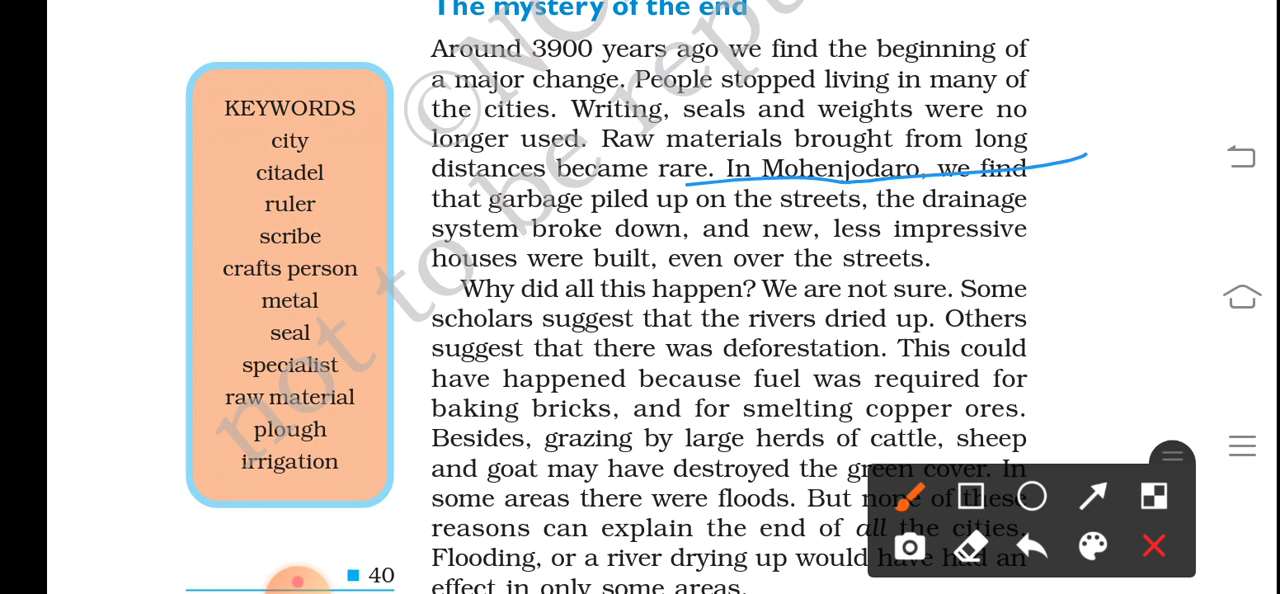 The mystery of the end
Around 3900 years ago we find the beginning of
a major change. People stopped living in many of
the cities. Writing, seals and weights were no
longer used. Raw materials brought from long
distances became rare. In Mohenjodaro, we find
that garbage piled up on the streets, the drainage
system broke down, and new, less impressive
houses were built, even over the streets.
Why did all this happen? We are not sure. Some
scholars suggest that the rivers dried up. Others
suggest that there was deforestation. This could
have happened because fuel was required for
baking bricks, and for smelting copper ores.
Besides, grazing by large herds of cattle, sheep
and goat may have destroyed the green cover. In
some areas there were floods. But none of these
reasons can explain the end of all the cities.
Flooding, or a river drying up would have had an
effect in only some areas.
KEYWORDS
city
citadel
ruler
scribe
crafts person
metal
seal
specialist
raw material
plough
irrigation
40
not to be rep